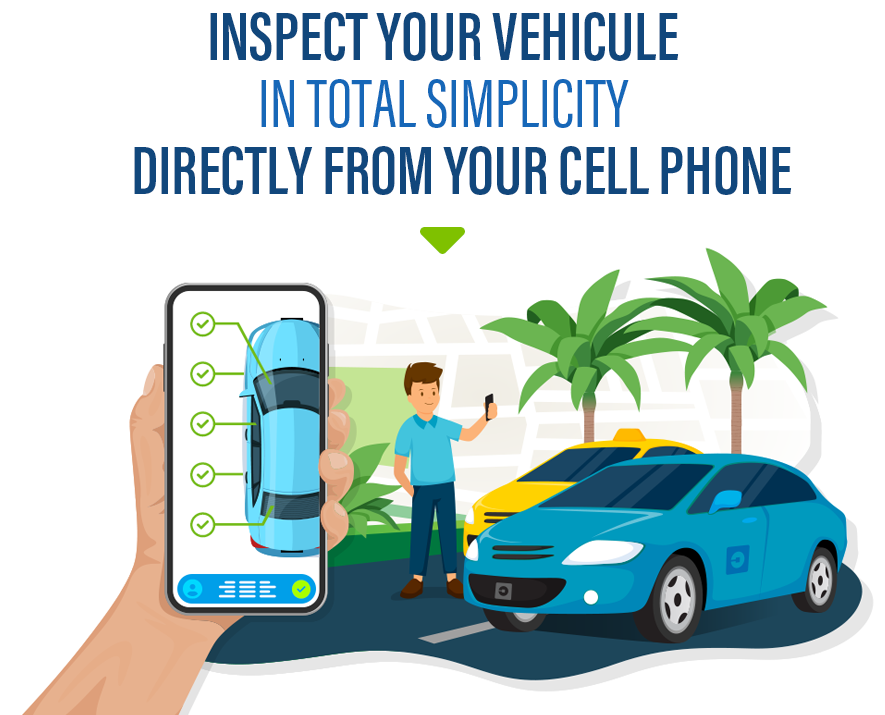 INSPECT YOUR VEHICULE
IN TOTAL SIMPLICITY
DIRECTLY FROM YOUR CELL PHONE